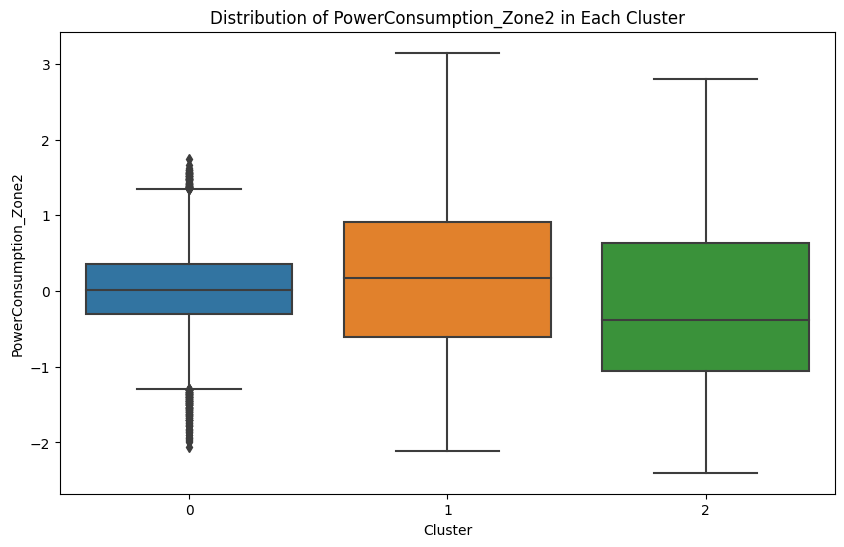 Distribution of PowerConsumption_Zone2 in Each Cluster
PowerConsumption_Zone2
3
2
1
0
−1
−2
0 1 2
Cluster